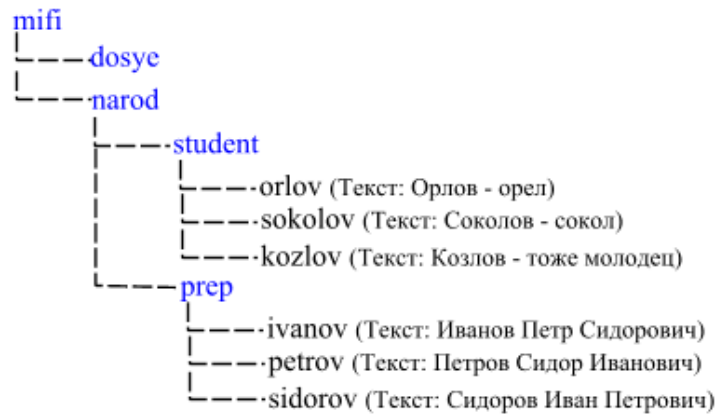 mifi
dosye
narod
student
orlov (Текст: Орлов - орел)
sokolov (Текст: Соколов - сокол)
kozlov (Текст: Козлов - тоже молодец)
prep
ivanov (Текст: Иванов Петр Сидорович)
petrov (Текст: Петров Сидор Иванович)
sidorov (Текст: Сидоров Иван Петрович)